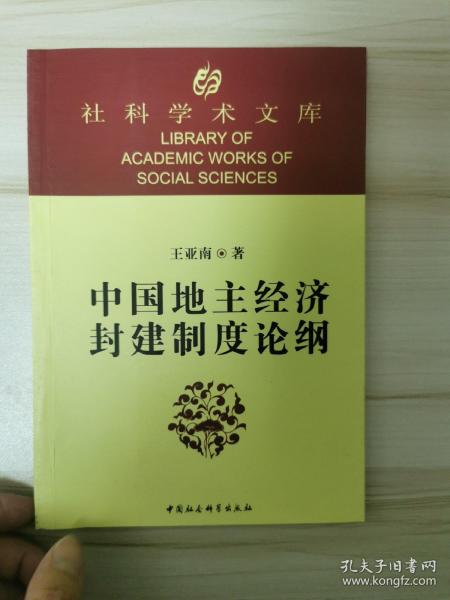 社科学术文库
LIBRARY OF
ACADEMIC WORKS OF
SOCIAL SCIENCES
王亚南⊙著
中国地主经济
封建制度论纲
中国社会科学出版社
孔夫子旧书网
www.kongfz.com